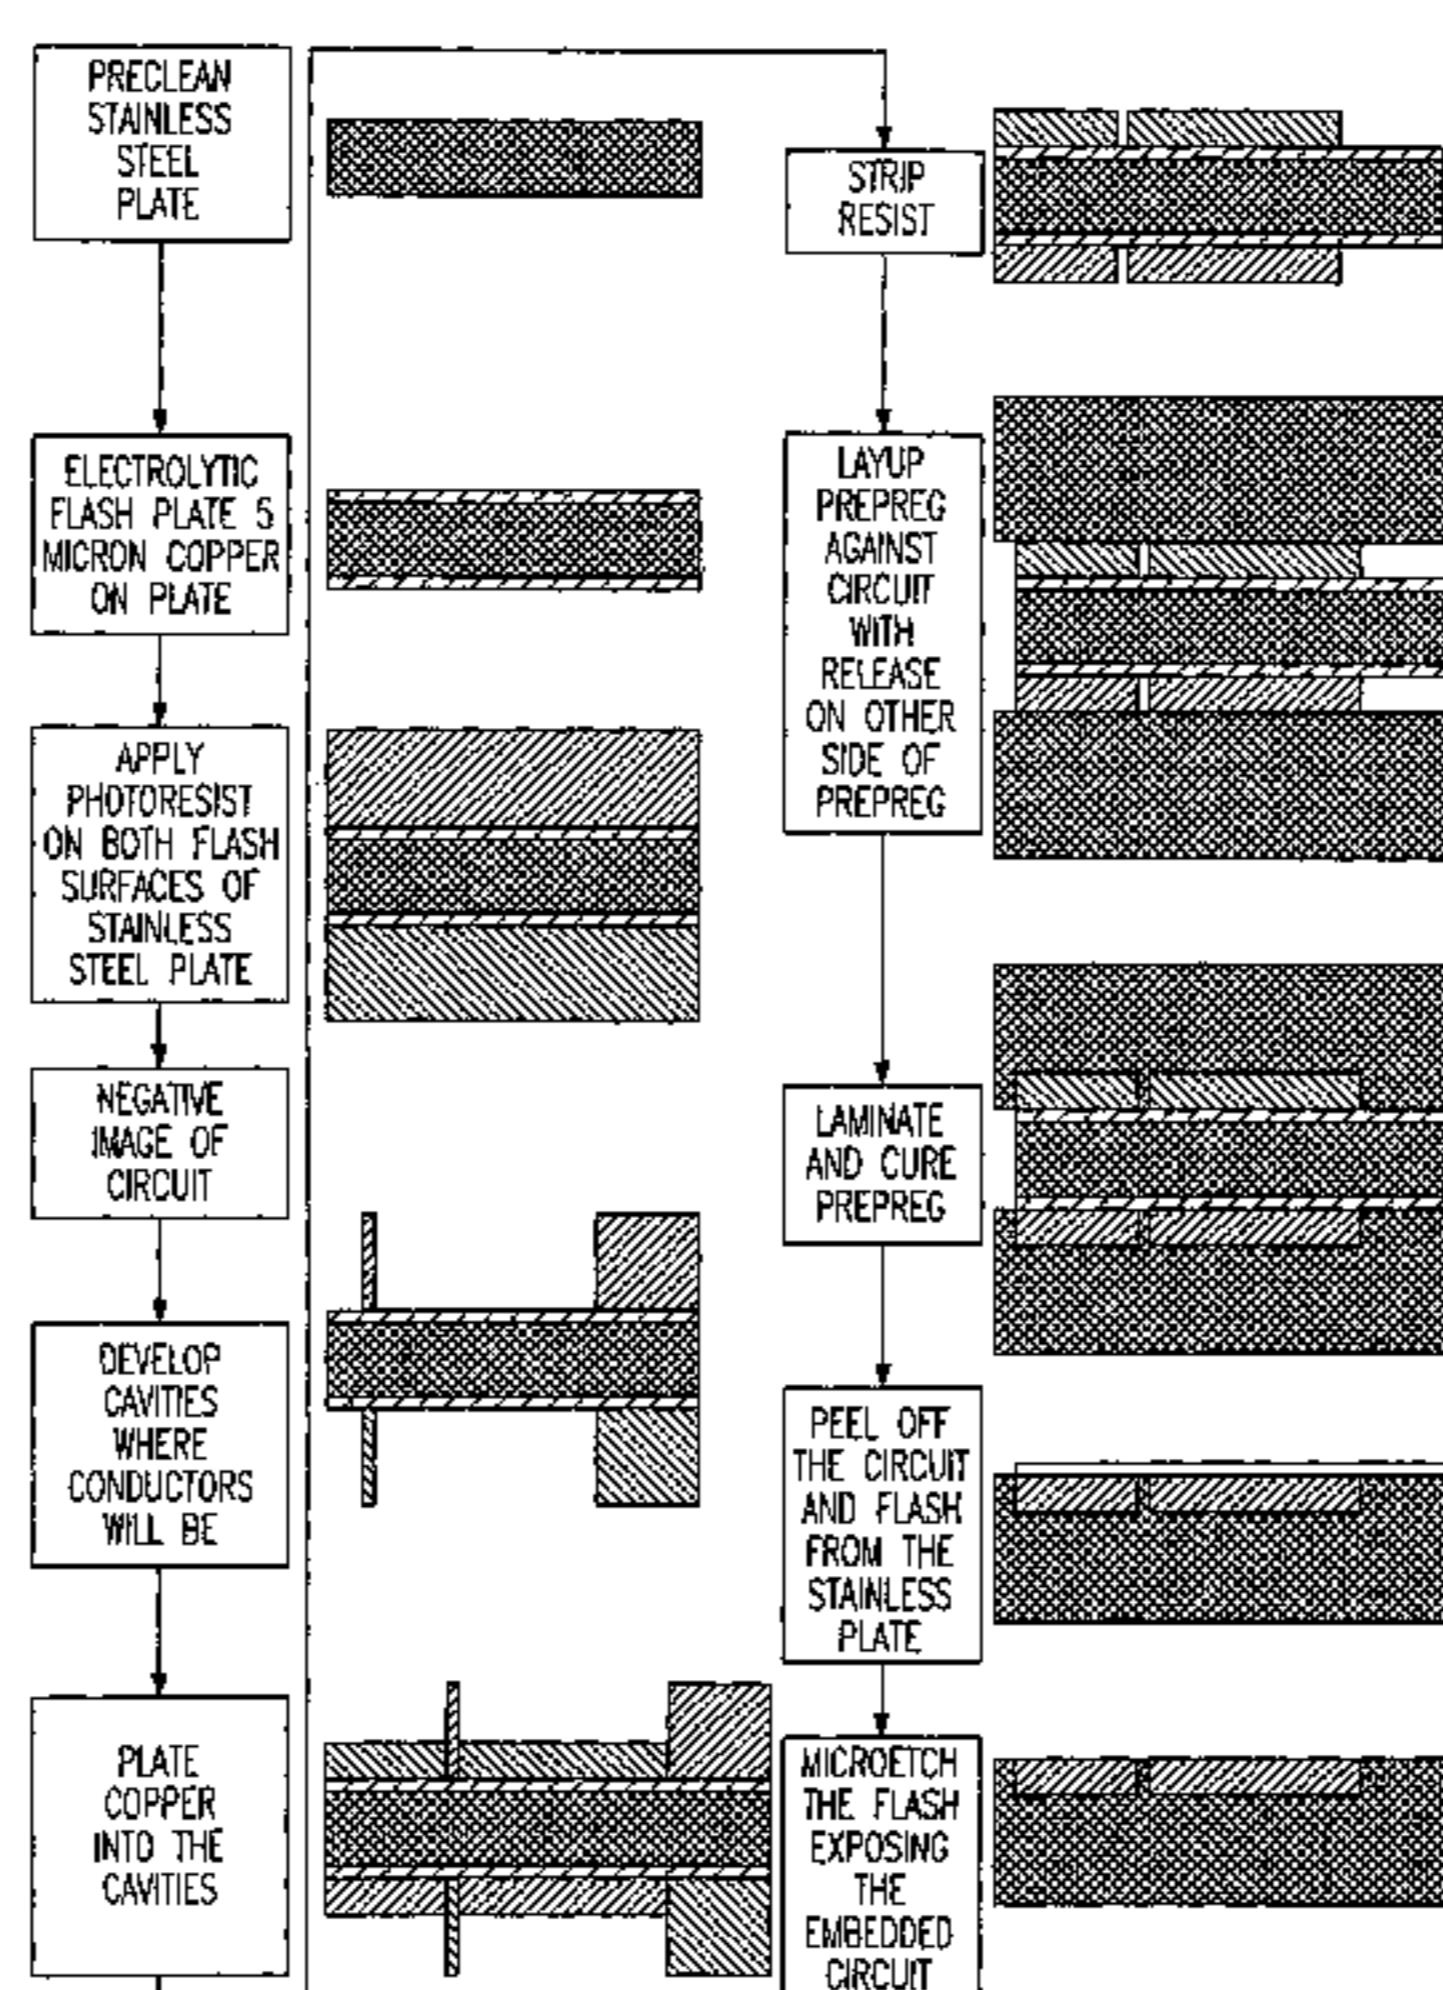 PRECLEAN
STAINLESS
STEEL
PLATE
ELECTROLYTIC
FLASH PLATE 5
MICRON COPPER
ON PLATE
APPLY
PHOTORESIST
ON BOTH FLASH
SURFACES OF
STAINLESS
STEEL PLATE
NEGATIVE
IMAGE OF
CIRCUIT
DEVELOP
CAVITIES
WHERE
CONDUCTORS
WILL BE
PLATE
COPPER
INTO THE
CAVITIES
STRIP
RESIST
LAYUP
PREPREG
AGAINST
CIRCUIT
WITH
RELEASE
ON OTHER
SIDE OF
PREPREG
LAMINATE
AND CURE
PREPREG
PEEL OFF
THE CIRCUIT
AND FLASH
FROM THE
STAINLESS
PLATE
MICROETCH
THE FLASH
EXPOSING
THE
EMBEDDED
CIRCUIT